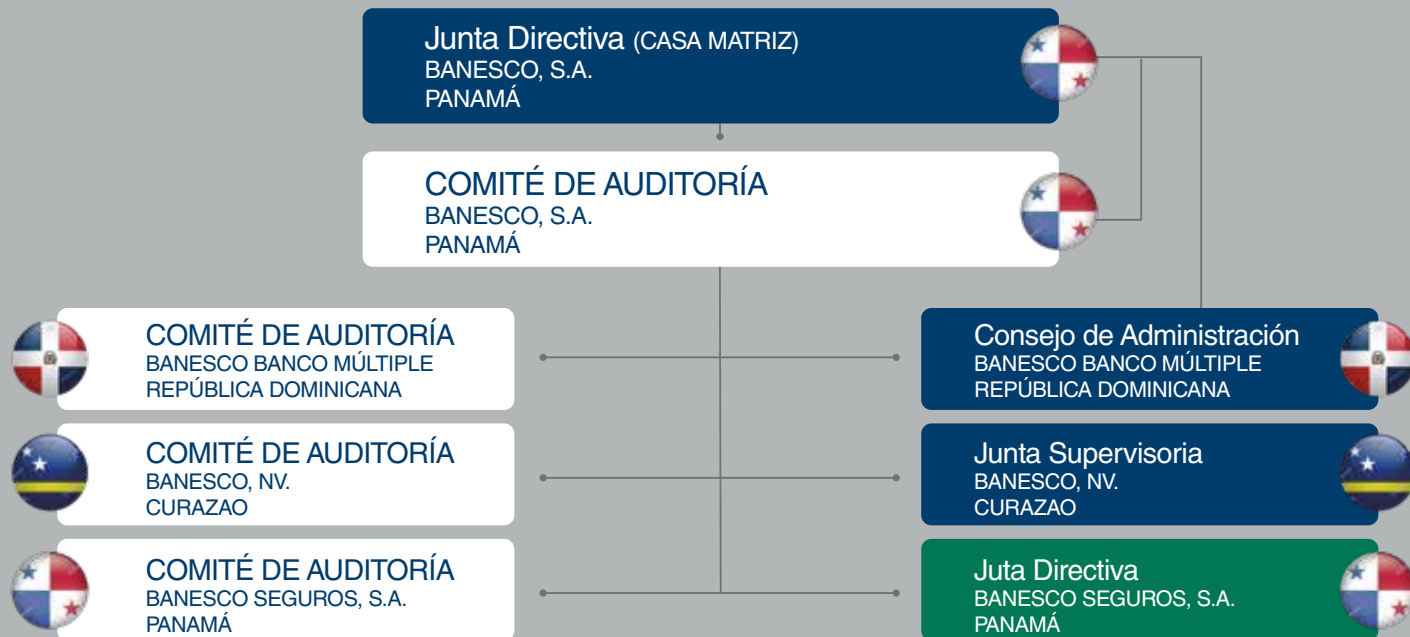 Junta Directiva (CASA MATRIZ)
BANESCO, S.A.
PANAMÁ
COMITÉ DE AUDITORÍA
BANESCO, S.A.
PANAMÁ
COMITÉ DE AUDITORÍA
BANESCO BANCO MÚLTIPLE
REPÚBLICA DOMINICANA
Consejo de Administración
BANESCO BANCO MÚLTIPLE
REPÚBLICA DOMINICANA
COMITÉ DE AUDITORÍA
BANESCO, NV.
CURAZAO
Junta Supervisoria
BANESCO, NV.
CURAZAO
COMITÉ DE AUDITORÍA
BANESCO SEGUROS, S.A.
PANAMÁ
Juta Directiva
BANESCO SEGUROS, S.A.
PANAMÁ